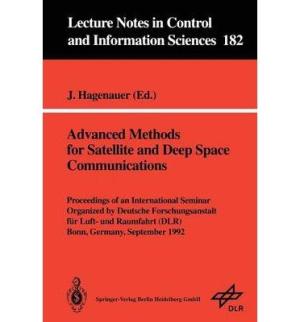 Lecture Notes in Control
and Information Sciences 182
J. Hagenauer (Ed.)
Advanced Methods
for Satellite and Deep Space
Communications
Proceedings of an International Seminar
Organized by Deutsche Forschungsanstalt
für Luft- und Raumfahrt (DLR)
Bonn, Germany, September 1992
Springer-Verlag Berlin Heidelberg GmbH
DLR